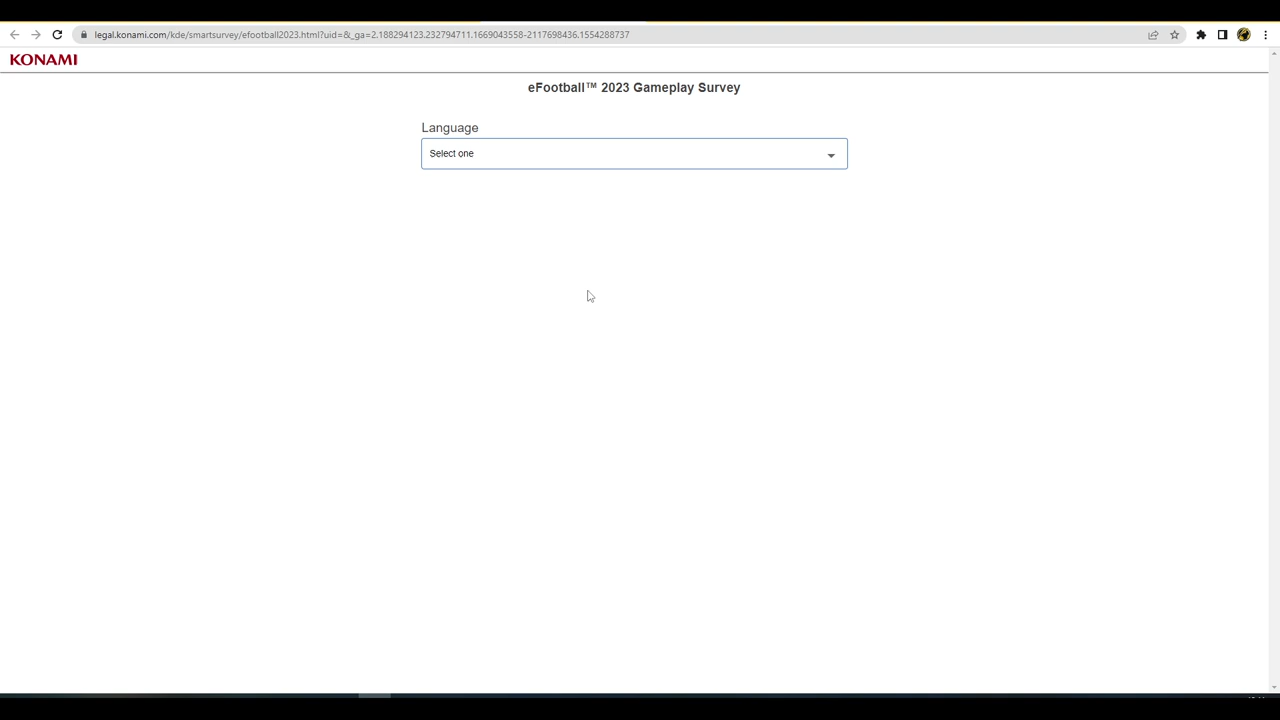 legal.konami.com/kde/smartsurvey/efootball2023.html?uid=&_ga=2.188294123.232794711.1669043558-2117698436.1554288737
KONAMI
eFootball™ 2023 Gameplay Survey
Language
Select one